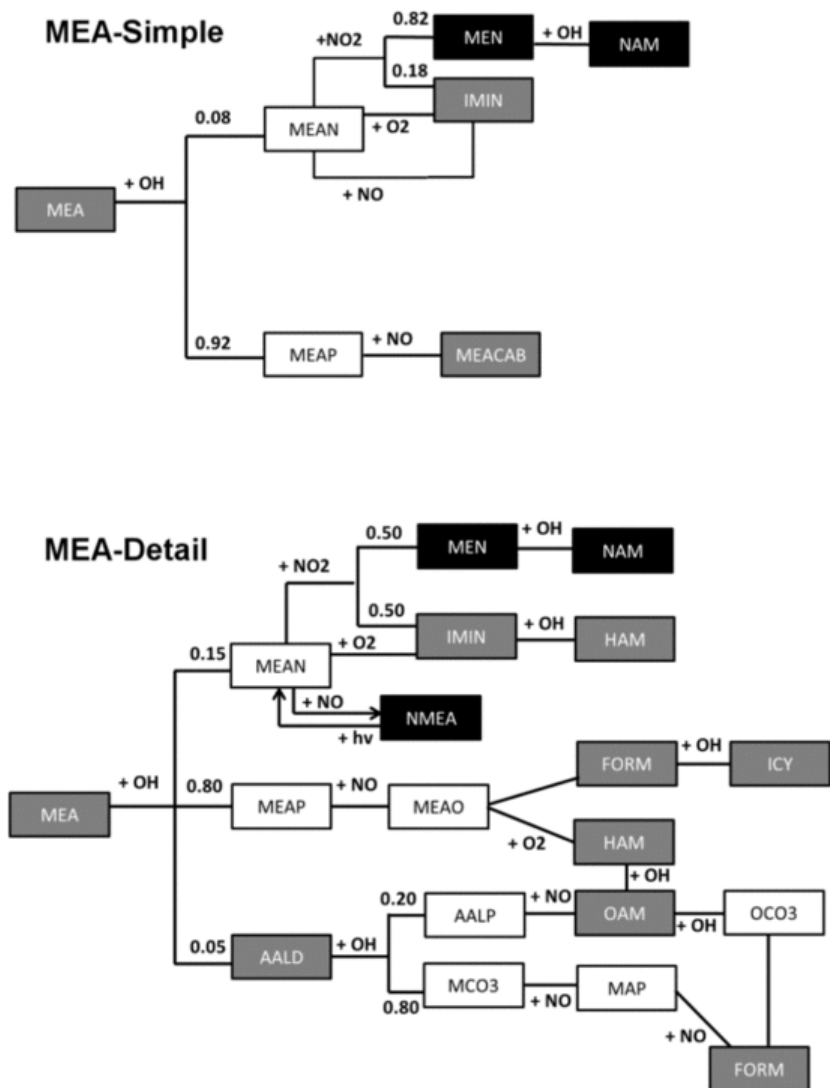 MEA-Simple
0.82
MEN
+ OH
NAM
+NO2
0.18
IMIN
0.08
MEAN
+ O2
+ NO
MEA
+ OH
0.92
MEAP
+ NO
MEACAB
MEA-Detail
0.50
MEN
+ OH
NAM
+ NO2
0.50
IMIN
+ OH
HAM
0.15
MEAN
+ O2
+ NO
NMEA
+ hv
MEA
+ OH
0.80
MEAP
+ NO
MEAO
FORM
+ OH
ICY
+ O2
HAM
+ OH
0.05
AALD
+ OH
0.20
AALP
+ NO
OAM
+ OH
OCO3
0.80
MCO3
+ NO
MAP
+ NO
FORM